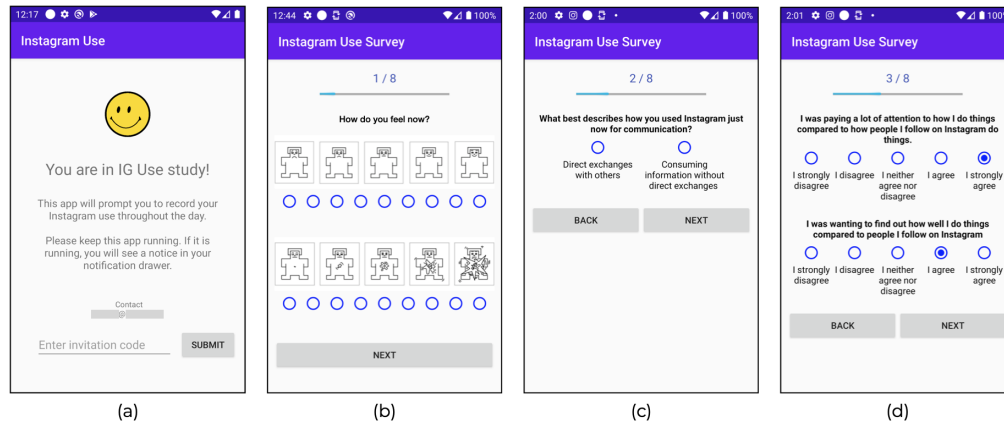 12:17
Instagram Use
You are in IG Use study!
This app will prompt you to record your
Instagram use throughout the day.
Please keep this app running. If it is
running, you will see a notice in your
notification drawer.
Contact
@
Enter invitation code
SUBMIT
(a)
12:44
100%
Instagram Use Survey
1 / 8
How do you feel now?
NEXT
(b)
2:00
100%
Instagram Use Survey
2 / 8
What best describes how you used Instagram just
now for communication?
Direct exchanges
with others
Consuming
information without
direct exchanges
BACK
NEXT
(c)
2:01
100%
Instagram Use Survey
3 / 8
I was paying a lot of attention to how I do things
compared to how people I follow on Instagram do
things.
I strongly
disagree
I disagree
I neither
agree nor
disagree
I agree
I strongly
agree
I was wanting to find out how well I do things
compared to people I follow on Instagram
I strongly
disagree
I disagree
I neither
agree nor
disagree
I agree
I strongly
agree
BACK
NEXT
(d)